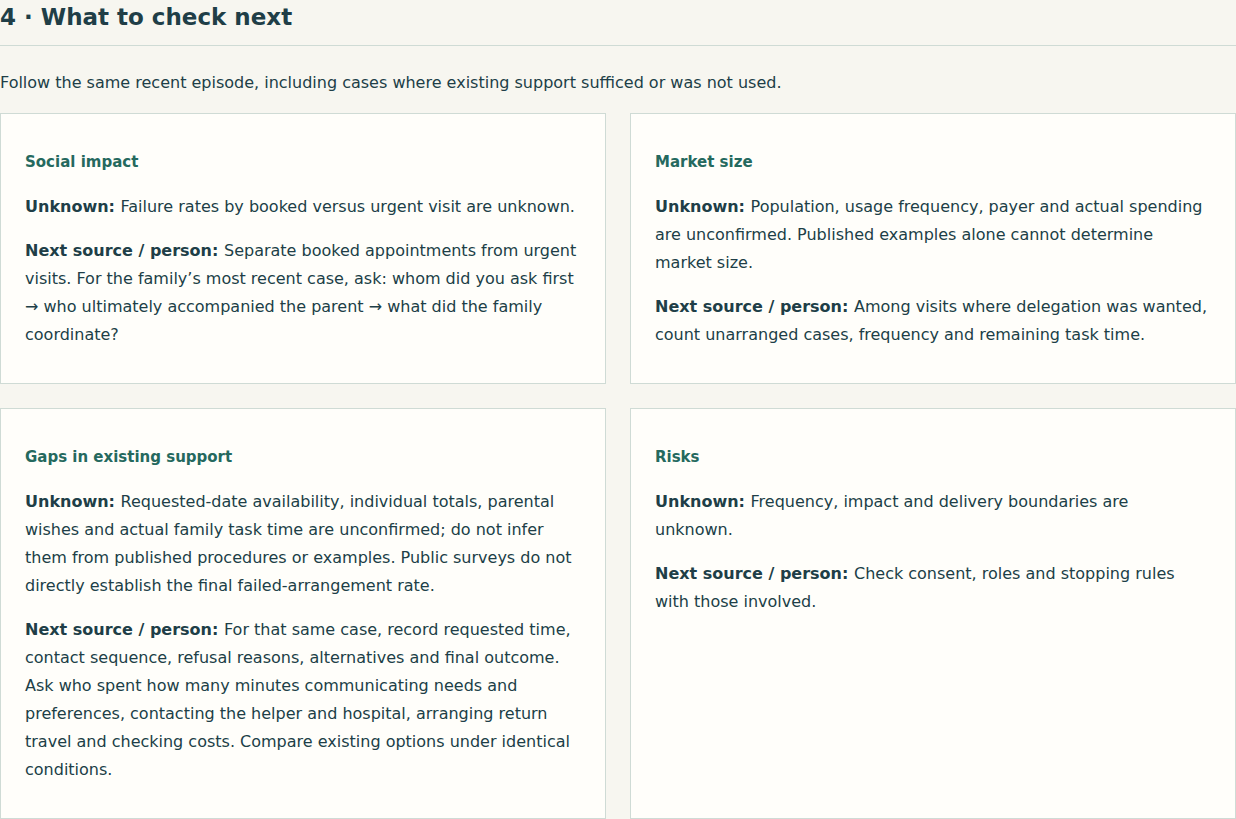 4 · What to check next
Follow the same recent episode, including cases where existing support sufficed or was not used.
Social impact
Unknown: Failure rates by booked versus urgent visit are unknown.
Next source / person: Separate booked appointments from urgent
visits. For the family’s most recent case, ask: whom did you ask first
→ who ultimately accompanied the parent → what did the family
coordinate?
Market size
Unknown: Population, usage frequency, payer and actual spending
are unconfirmed. Published examples alone cannot determine
market size.
Next source / person: Among visits where delegation was wanted,
count unarranged cases, frequency and remaining task time.
Gaps in existing support
Unknown: Requested-date availability, individual totals, parental
wishes and actual family task time are unconfirmed; do not infer
them from published procedures or examples. Public surveys do not
directly establish the final failed-arrangement rate.
Next source / person: For that same case, record requested time,
contact sequence, refusal reasons, alternatives and final outcome.
Ask who spent how many minutes communicating needs and
preferences, contacting the helper and hospital, arranging return
travel and checking costs. Compare existing options under identical
conditions.
Risks
Unknown: Frequency, impact and delivery boundaries are
unknown.
Next source / person: Check consent, roles and stopping rules
with those involved.